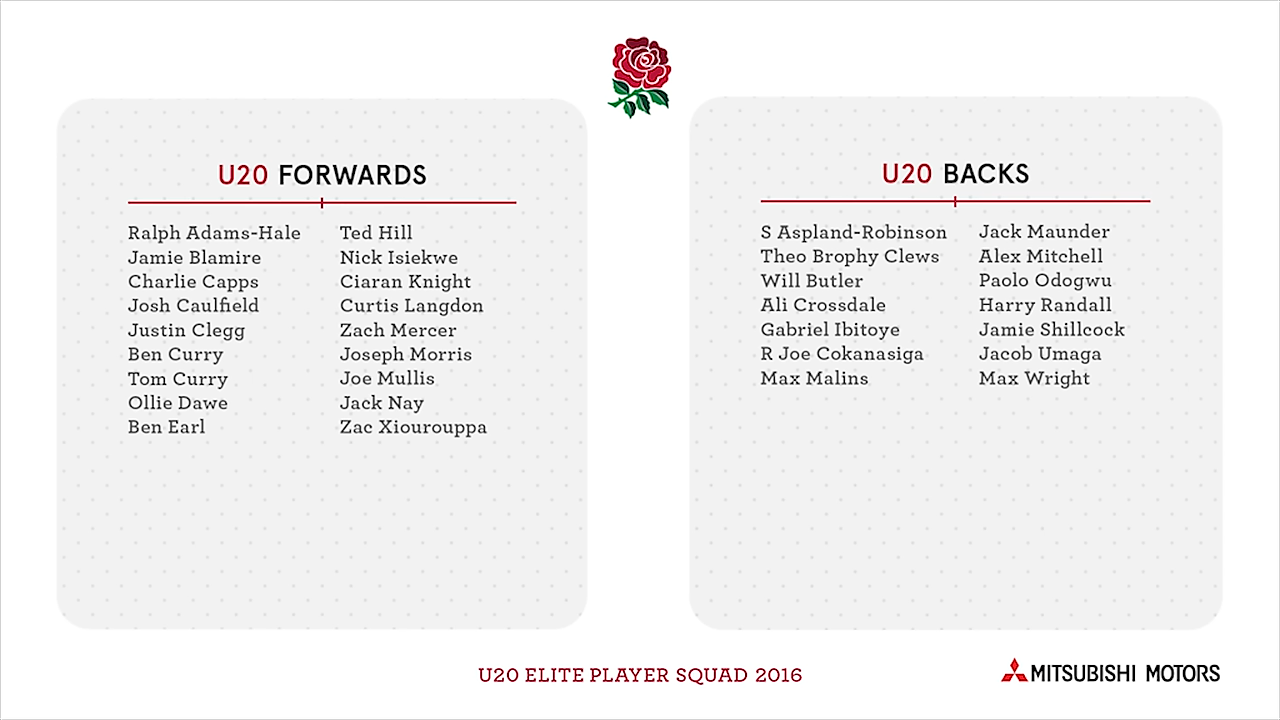 U20 FORWARDS
Ralph Adams-Hale
Jamie Blamire
Charlie Capps
Josh Caulfield
Justin Clegg
Ben Curry
Tom Curry
Ollie Dawe
Ben Earl
Ted Hill
Nick Isiekwe
Ciaran Knight
Curtis Langdon
Zach Mercer
Joseph Morris
Joe Mullis
Jack Nay
Zac Xiourouppa
U20 BACKS
S Aspland-Robinson
Theo Brophy Clews
Will Butler
Ali Crossdale
Gabriel Ibitoye
R Joe Cokanasiga
Max Malins
Jack Maunder
Alex Mitchell
Paolo Odogwu
Harry Randall
Jamie Shillcock
Jacob Umaga
Max Wright
U20 ELITE PLAYER SQUAD 2016
MITSUBISHI MOTORS